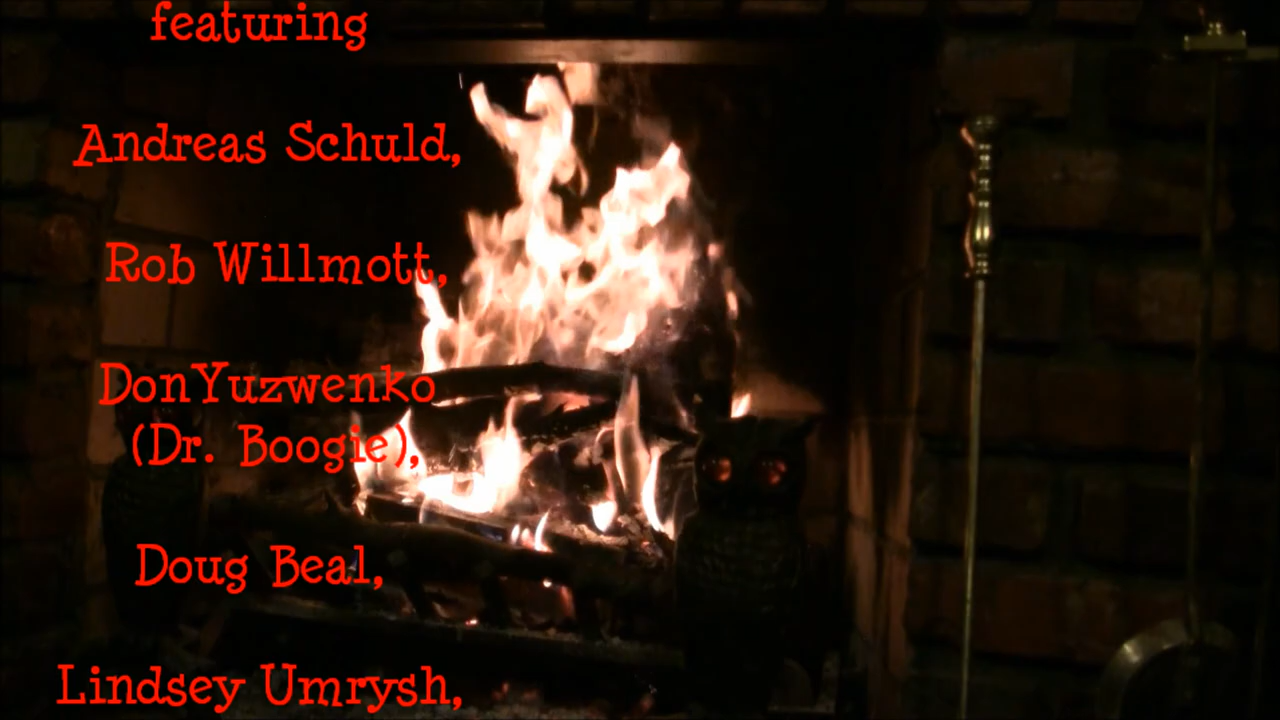 featuring
Andreas Schuld,
Rob Willmott,
DonYuzwenko
(Dr. Boogie),
Doug Beal,
Lindsey Umrysh,